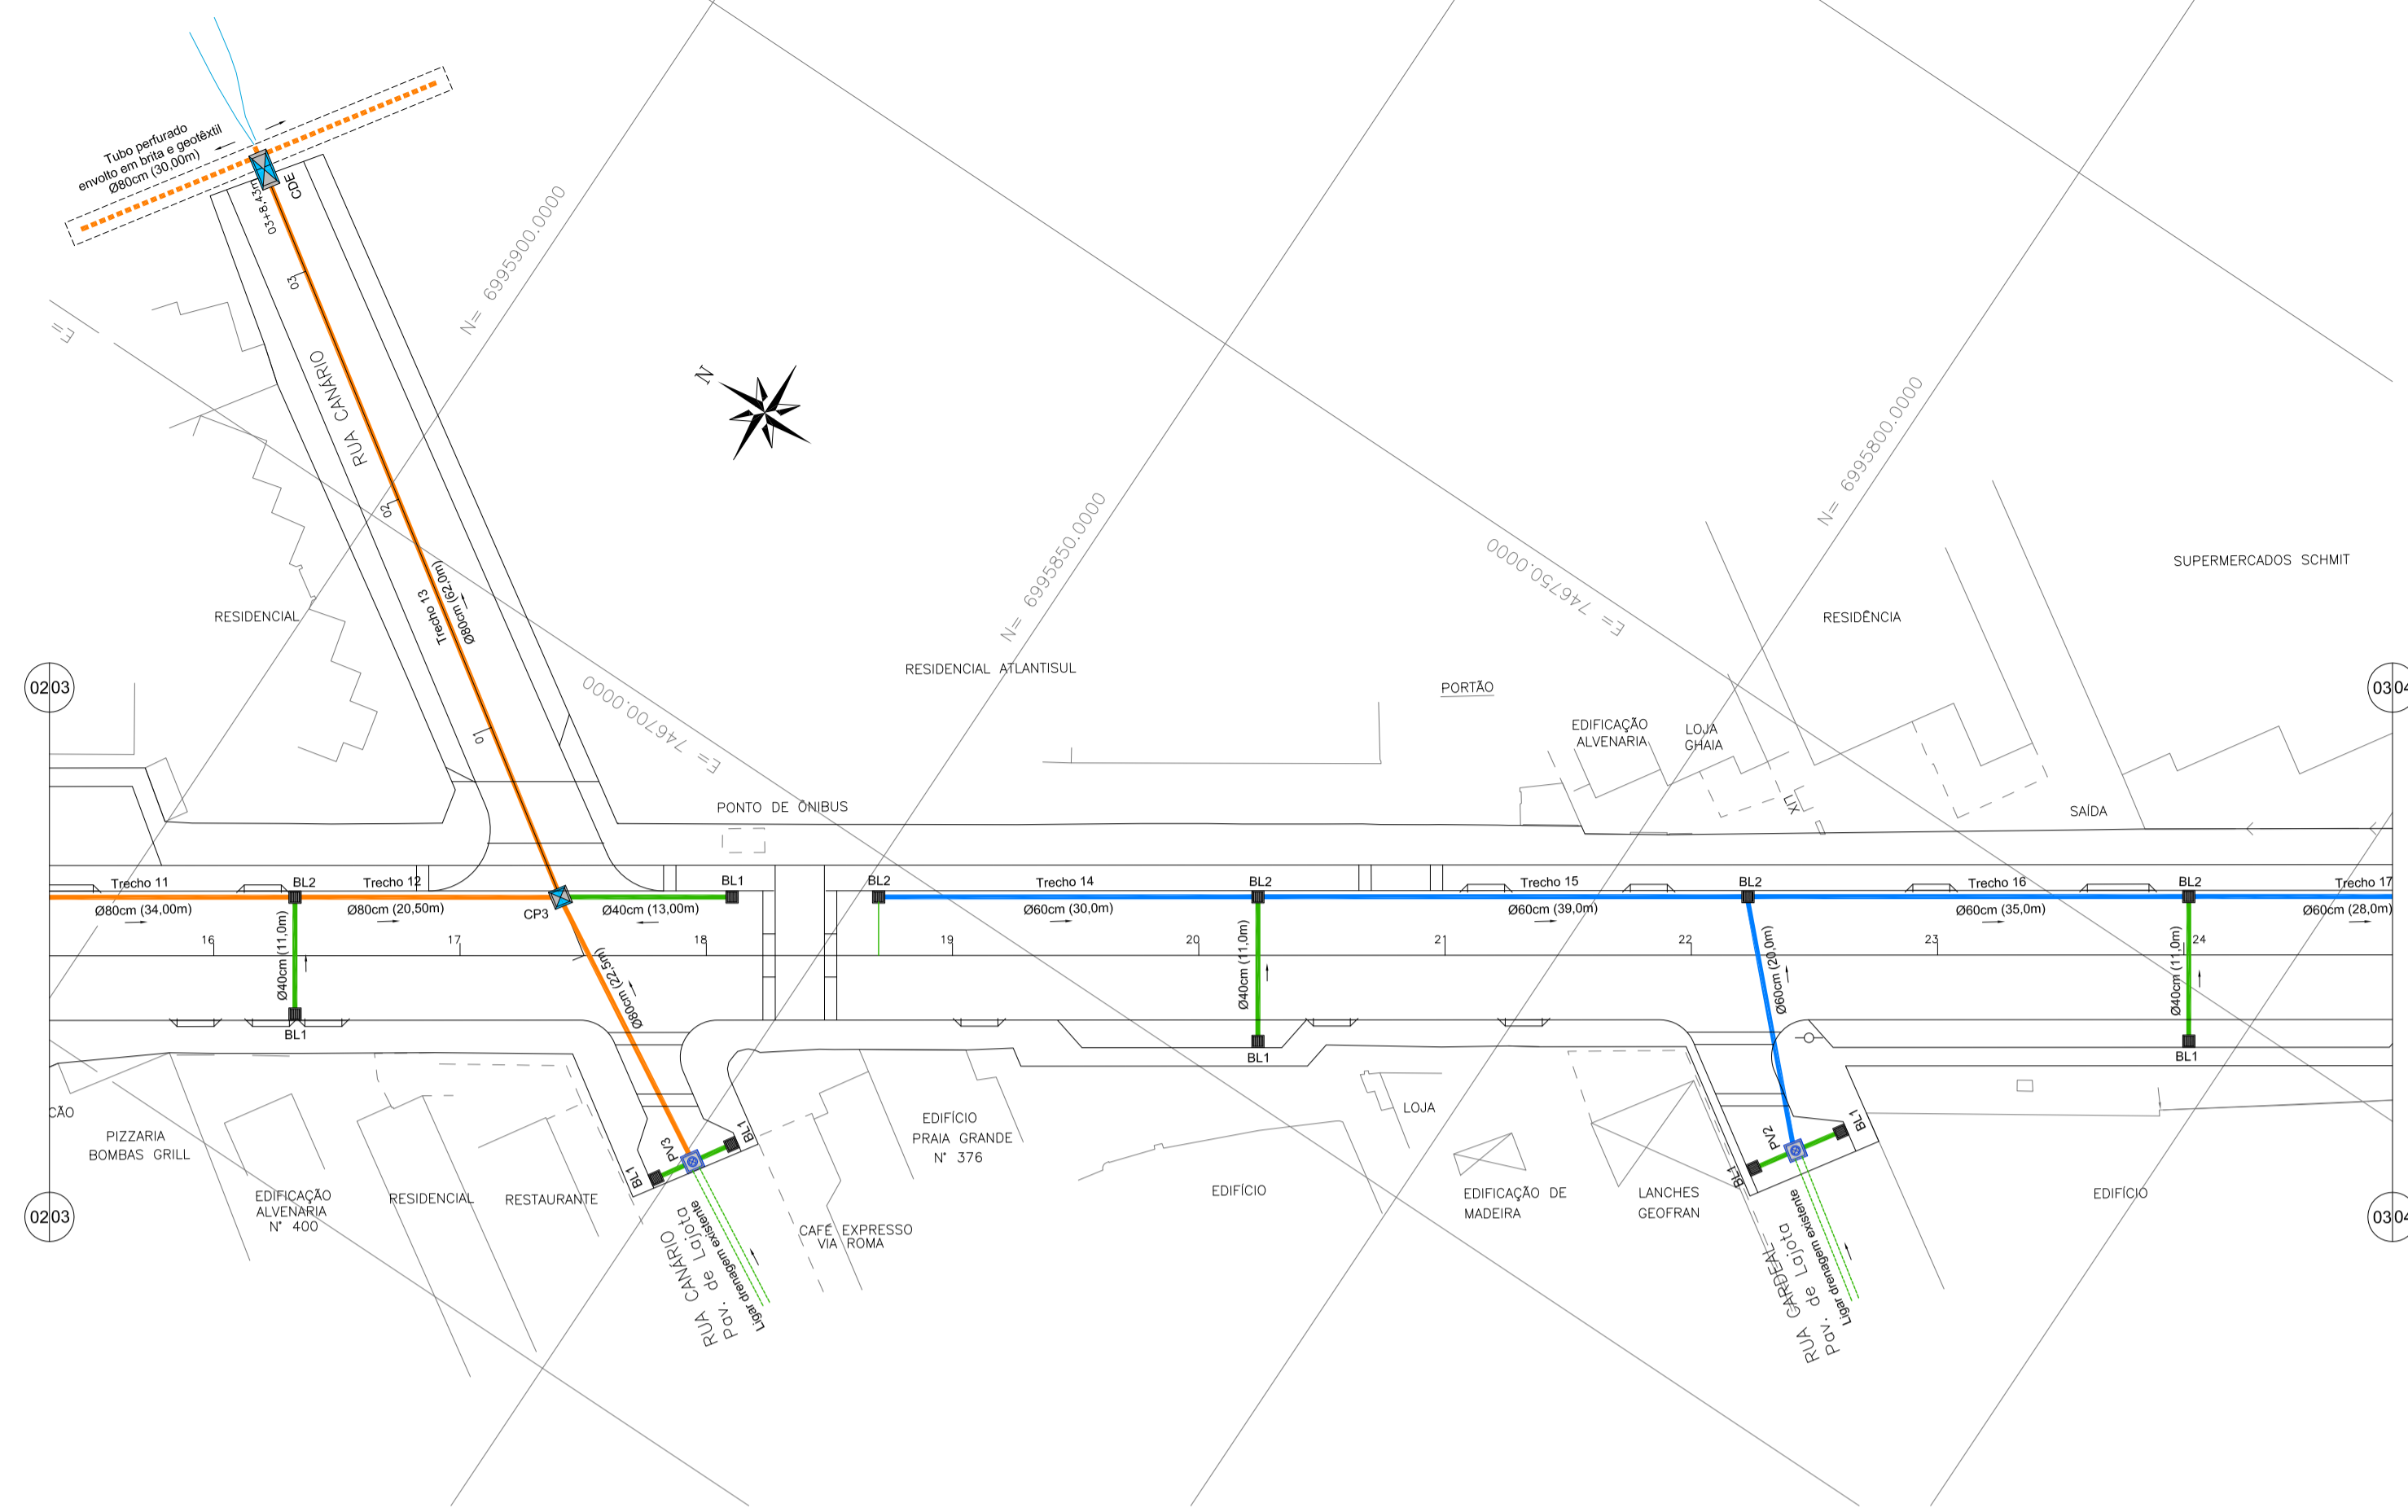 Tubo perfurado
envolto em brita e geotêxtil
Ø80cm (30,00m)
CDE
03+8,43m
03
N= 6995900.0000
E=
RUA CANÁRIO
N
02
Trecho 13
Ø80cm (62,0m)
01
RESIDENCIAL
N= 6995850.0000
N= 6995800.0000
E= 746750.0000
E= 746700.0000
SUPERMERCADOS SCHMIT
RESIDÊNCIA
RESIDENCIAL ATLANTISUL
PORTÃO
EDIFICAÇÃO
ALVENARIA
LOJA
GHAIA
LIX
SAÍDA
PONTO DE ÔNIBUS
02 03
03 04
Trecho 11
BL2
Trecho 12
BL1
BL2
Trecho 14
BL2
Trecho 15
BL2
Trecho 16
BL2
Trecho 17
Ø80cm (34,00m)
Ø80cm (20,50m)
CP3
Ø40cm (13,00m)
Ø60cm (30,0m)
Ø60cm (39,0m)
Ø60cm (35,0m)
Ø60cm (28,0m)
16
17
18
19
20
21
22
23
24
Ø40cm (11,0m)
Ø80cm (22,5m)
Ø40cm (11,0m)
Ø60cm (20,0m)
Ø40cm (11,0m)
BL1
BL1
BL1
ÇÃO
PIZZARIA
BOMBAS GRILL
EDIFICAÇÃO
ALVENARIA
N° 400
RESIDENCIAL
RESTAURANTE
BL1
PV3
BL1
RUA CANÁRIO
Pav. de Lajota
Ligar drenagem existente
CAFÉ EXPRESSO
VIA ROMA
EDIFÍCIO
PRAIA GRANDE
N° 376
EDIFÍCIO
LOJA
EDIFICAÇÃO DE
MADEIRA
LANCHES
GEOFRAN
BL1
PV2
BL1
RUA CARDEAL
Pav. de Lajota
Ligar drenagem existente
EDIFÍCIO
02 03
03 04